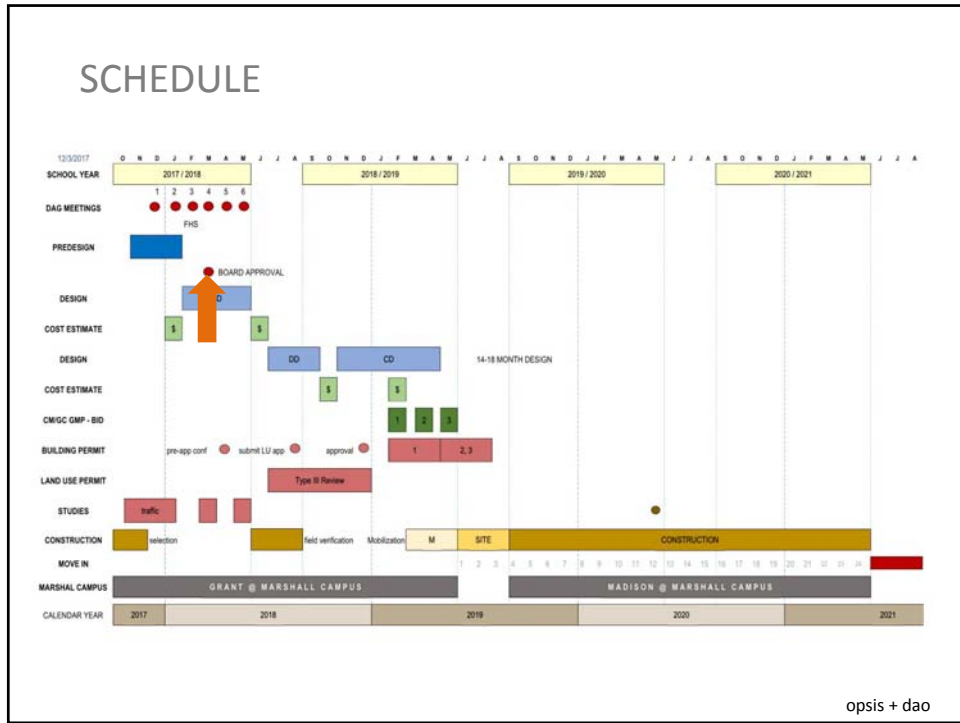 SCHEDULE
12/3/2017 O N D J F M A M J J A S O N D J F M A M J J A S O N D J F M A M J J A S O N D J F M A M J J A
SCHOOL YEAR 2017 / 2018 2018 / 2019 2019 / 2020 2020 / 2021
1 2 3 4 5 6
DAG MEETINGS
FHS
PREDESIGN
BOARD APPROVAL
DESIGN D
COST ESTIMATE $ $
DESIGN DD CD 14-18 MONTH DESIGN
COST ESTIMATE $ $
CM/GC GMP - BID 1 2 3
BUILDING PERMIT pre-app conf submit LU app approval 1 2, 3
LAND USE PERMIT Type III Review
STUDIES traffic
CONSTRUCTION selection field verification Mobilization M SITE CONSTRUCTION
MOVE IN 1 2 3 4 5 6 7 8 9 10 11 12 13 14 15 16 17 18 19 20 21 22 23 24
MARSHAL CAMPUS GRANT @ MARSHALL CAMPUS MADISON @ MARSHALL CAMPUS
CALENDAR YEAR 2017 2018 2019 2020 2021
opsis + dao